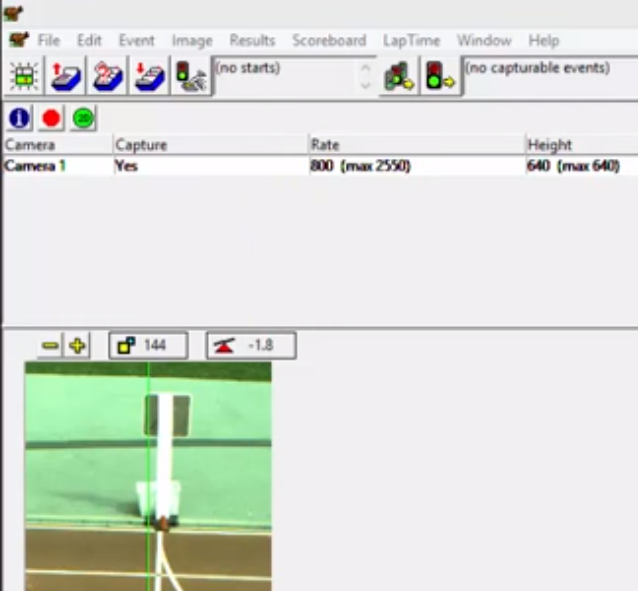 File Edit Event Image Results Scoreboard LapTime Window Help
(no starts) (no capturable events)
Camera Capture Rate Height
Camera 1 Yes 800 (max 2550) 640 (max 640)
144 -1.8